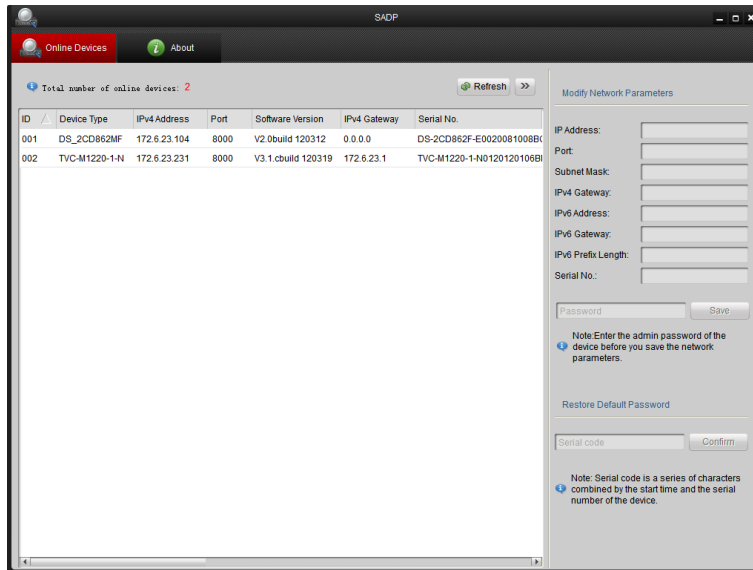 SADP
Online Devices
About
Total number of online devices: 2
Refresh >>
ID Device Type IPv4 Address Port Software Version IPv4 Gateway Serial No.
001 DS_2CD862MF 172.6.23.104 8000 V2.0build 120312 0.0.0.0 DS-2CD862F-E0020081008B
002 TVC-M1220-1-N 172.6.23.231 8000 V3.1.cbuild 120319 172.6.23.1 TVC-M1220-1-N0120120106B
Modify Network Parameters
IP Address:
Port:
Subnet Mask:
IPv4 Gateway:
IPv6 Address:
IPv6 Gateway:
IPv6 Prefix Length:
Serial No.:
Password
Save
Note:Enter the admin password of the
device before you save the network
parameters.
Restore Default Password
Serial code
Confirm
Note: Serial code is a series of characters
combined by the start time and the serial
number of the device.